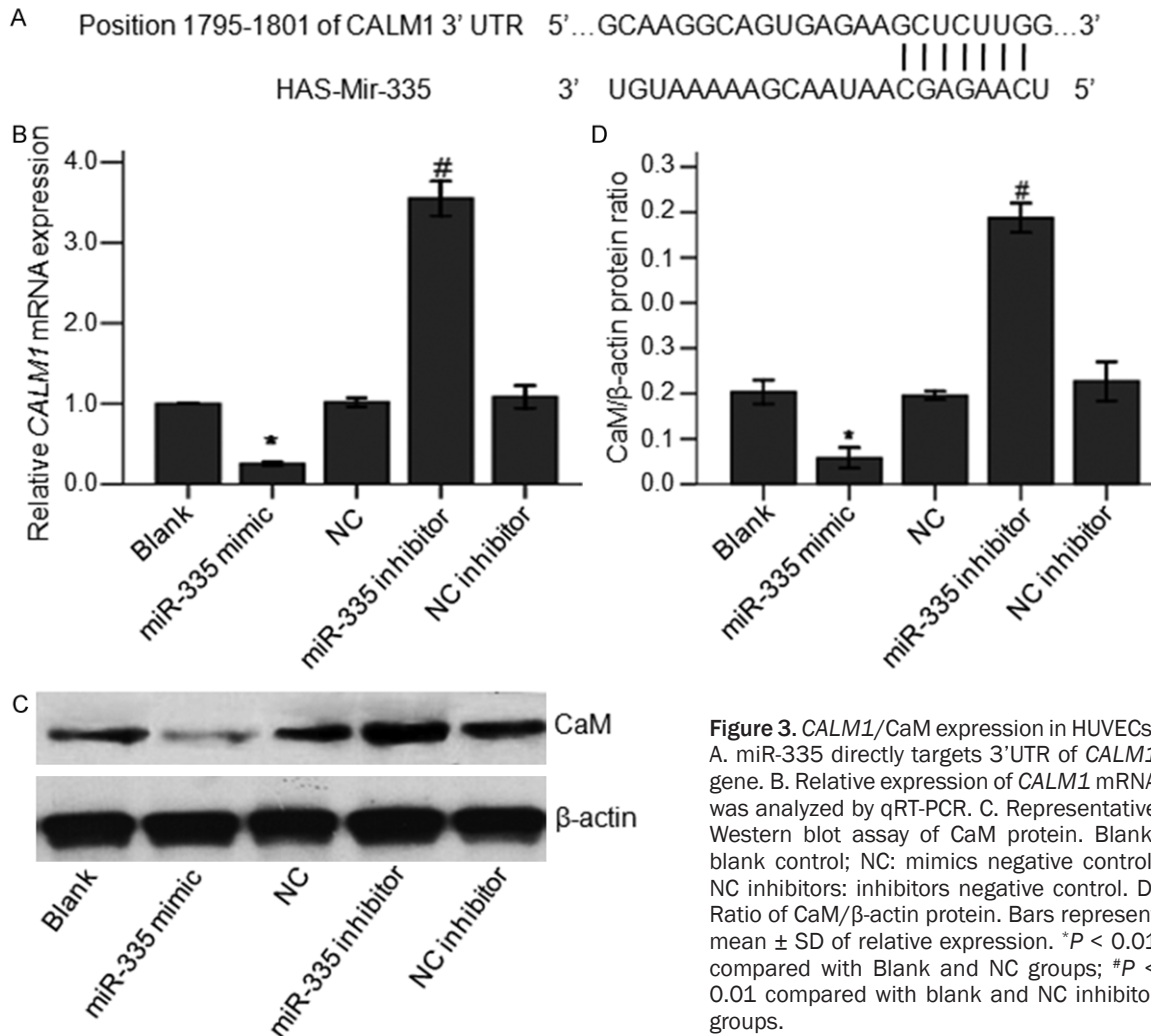 A
Position 1795-1801 of CALM1 3’ UTR 5’...GCAAGGCAGUGAGAAGCUCUUGG...3’
HAS-Mir-335 3’ UGUAAAAAGCAAUAACGAGAACU 5’
B
Relative CALM1 mRNA expression
4.0
3.0
2.0
1.0
0.0
*
#
Blank
miR-335 mimic
NC
miR-335 inhibitor
NC inhibitor
D
CaM/β-actin protein ratio
0.3
0.2
0.1
0.0
0.3
0.2
0.1
0.0
*
#
Blank
miR-335 mimic
NC
miR-335 inhibitor
NC inhibitor
C
CaM
β-actin
Blank
miR-335 mimic
NC
miR-335 inhibitor
NC inhibitor
Figure 3. CALM1/CaM expression in HUVECs.
A. miR-335 directly targets 3’UTR of CALM1
gene. B. Relative expression of CALM1 mRNA
was analyzed by qRT-PCR. C. Representative
Western blot assay of CaM protein. Blank:
blank control; NC: mimics negative control;
NC inhibitors: inhibitors negative control. D.
Ratio of CaM/β-actin protein. Bars represent
mean ± SD of relative expression. *P < 0.01
compared with Blank and NC groups; #P <
0.01 compared with blank and NC inhibitor
groups.